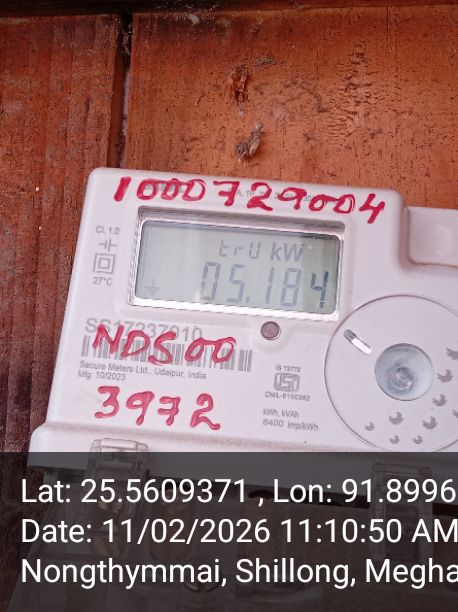 1000729004
Cl. 1.0
trU kW
05.184
27°C
SS17237010
NDS00
Secure Meters Ltd., Udaipur, India
Mfg. 10/2023
3972
IS 13779
kWh, kVAh
6400 imp/kWh
Lat: 25.5609371 , Lon: 91.8996
Date: 11/02/2026 11:10:50 AM
Nongthymmai, Shillong, Megha